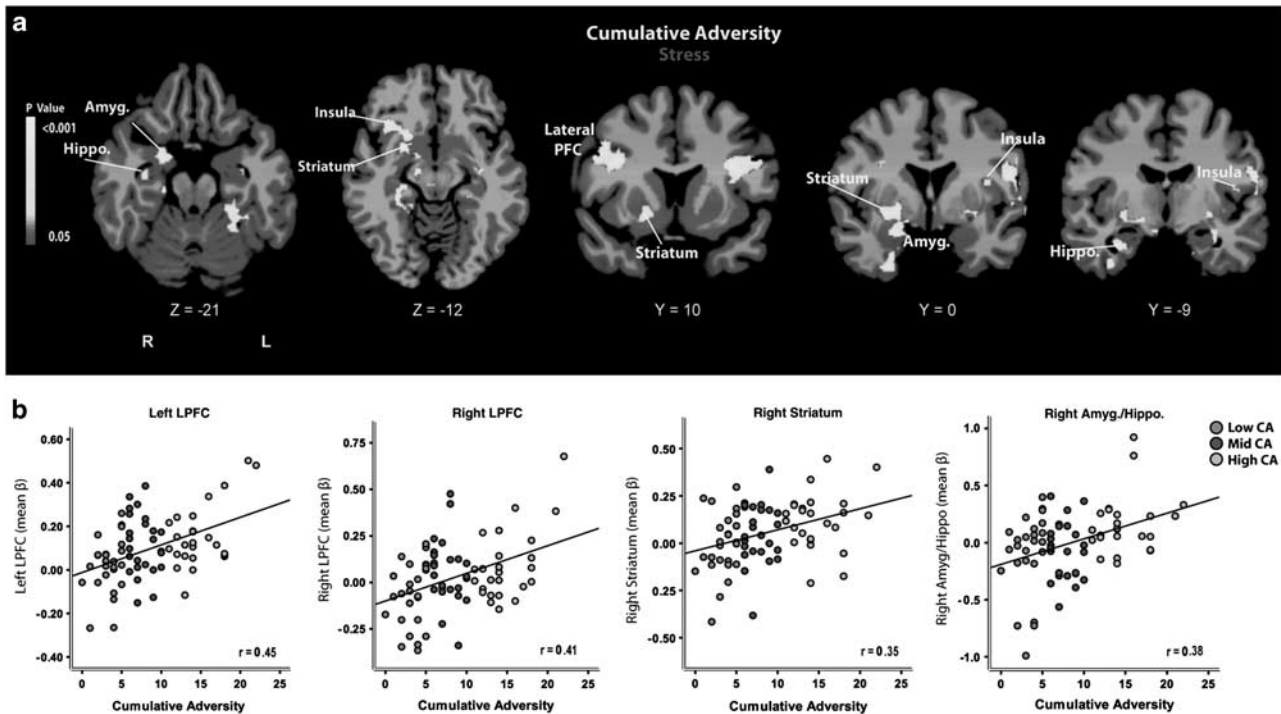 a
Cumulative Adversity
Stress
P Value
<0.001
0.05
Amyg.
Hippo.
Insula
Striatum
Lateral
PFC
Striatum
Striatum
Insula
Amyg.
Insula
Hippo.
Z = -21
Z = -12
Y = 10
Y = 0
Y = -9
R
L
b
Left LPFC
Left LPFC (mean β)
0.60
0.40
0.20
0.00
-0.20
-0.40
r = 0.45
0 5 10 15 20 25
Cumulative Adversity
Right LPFC
Right LPFC (mean β)
0.75
0.50
0.25
0.00
-0.25
r = 0.41
0 5 10 15 20 25
Cumulative Adversity
Right Striatum
Right Striatum (mean β)
0.50
0.25
0.00
-0.25
-0.50
r = 0.35
0 5 10 15 20 25
Cumulative Adversity
Right Amyg./Hippo.
Right Amyg/Hippo (mean β)
1.0
0.5
0.0
-0.5
-1.0
r = 0.38
0 5 10 15 20 25
Cumulative Adversity
Low CA
Mid CA
High CA